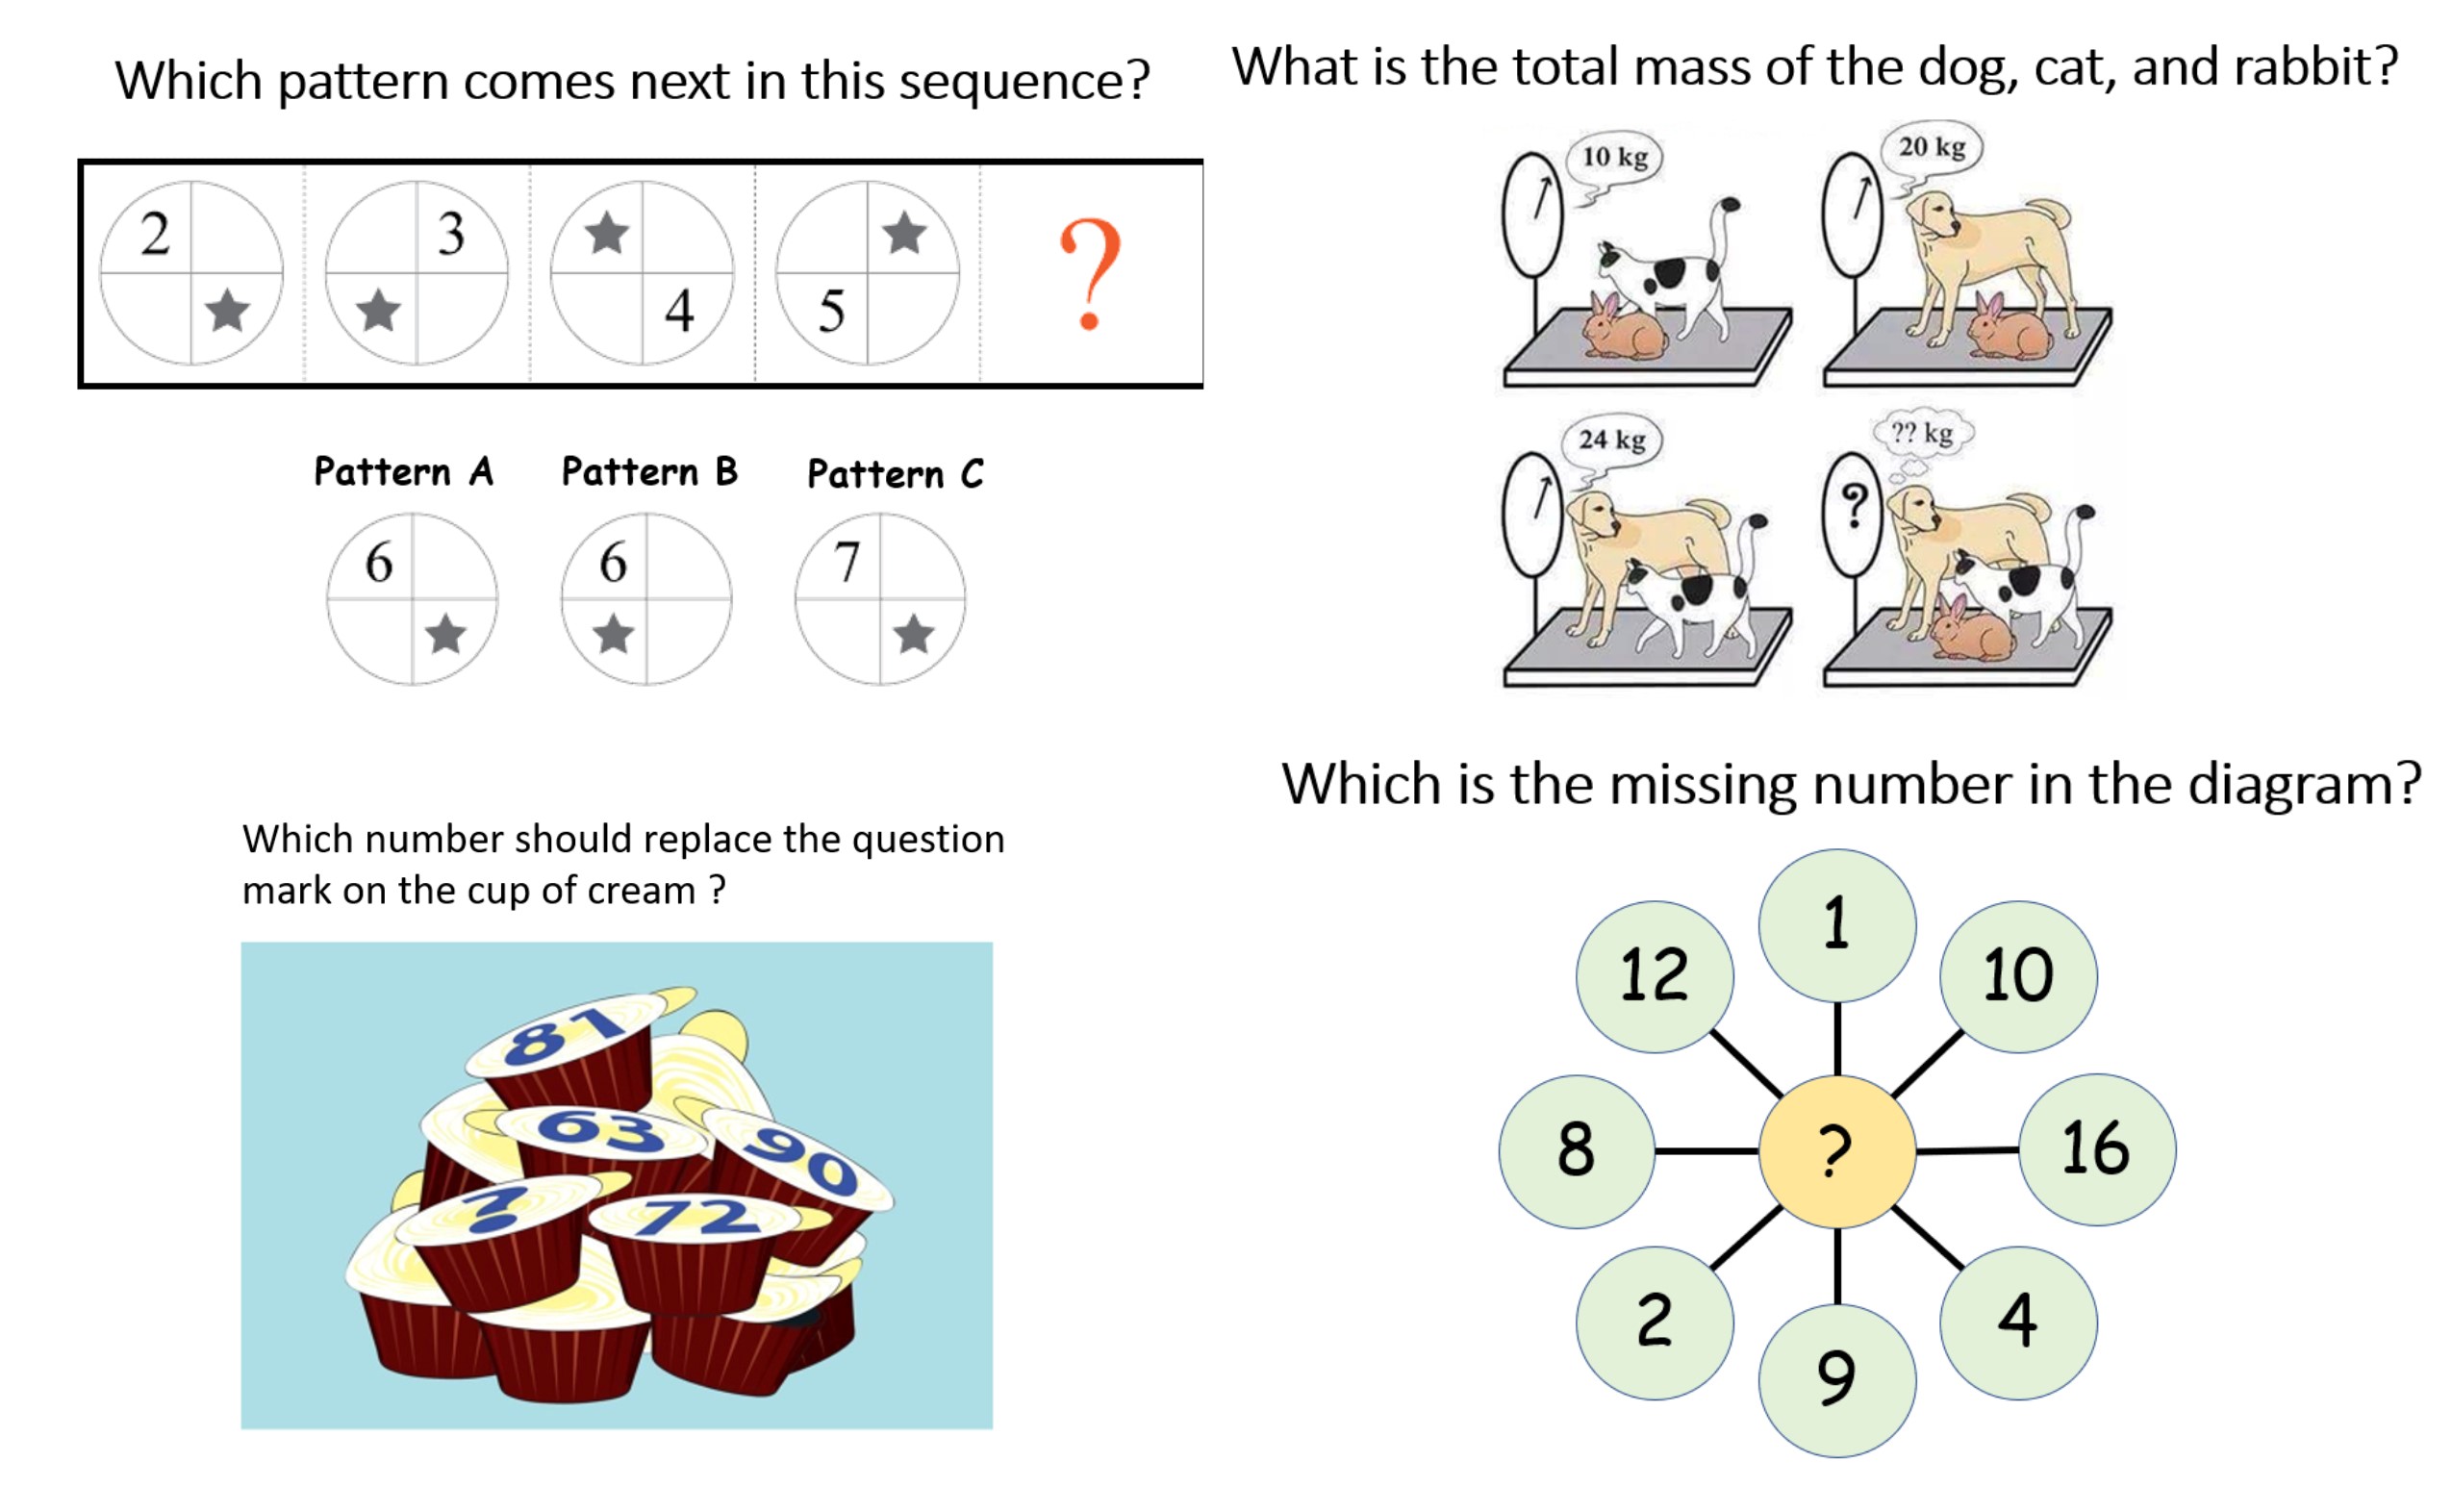 Which pattern comes next in this sequence?
2
3
4
5
?
Pattern A
Pattern B
Pattern C
6
6
7
What is the total mass of the dog, cat, and rabbit?
10 kg
20 kg
24 kg
?? kg
?
Which number should replace the question
mark on the cup of cream ?
81
63
90
?
72
Which is the missing number in the diagram?
1
12
10
8
?
16
2
4
9